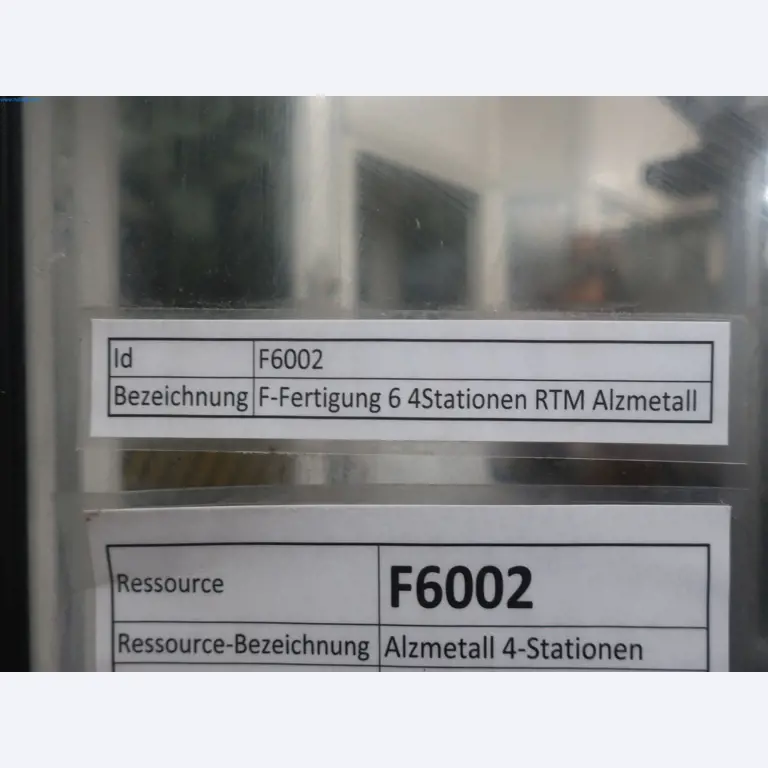 Id F6002
Bezeichnung F-Fertigung 6 4Stationen RTM Alzmetall
Ressource F6002
Ressource-Bezeichnung Alzmetall 4-Stationen